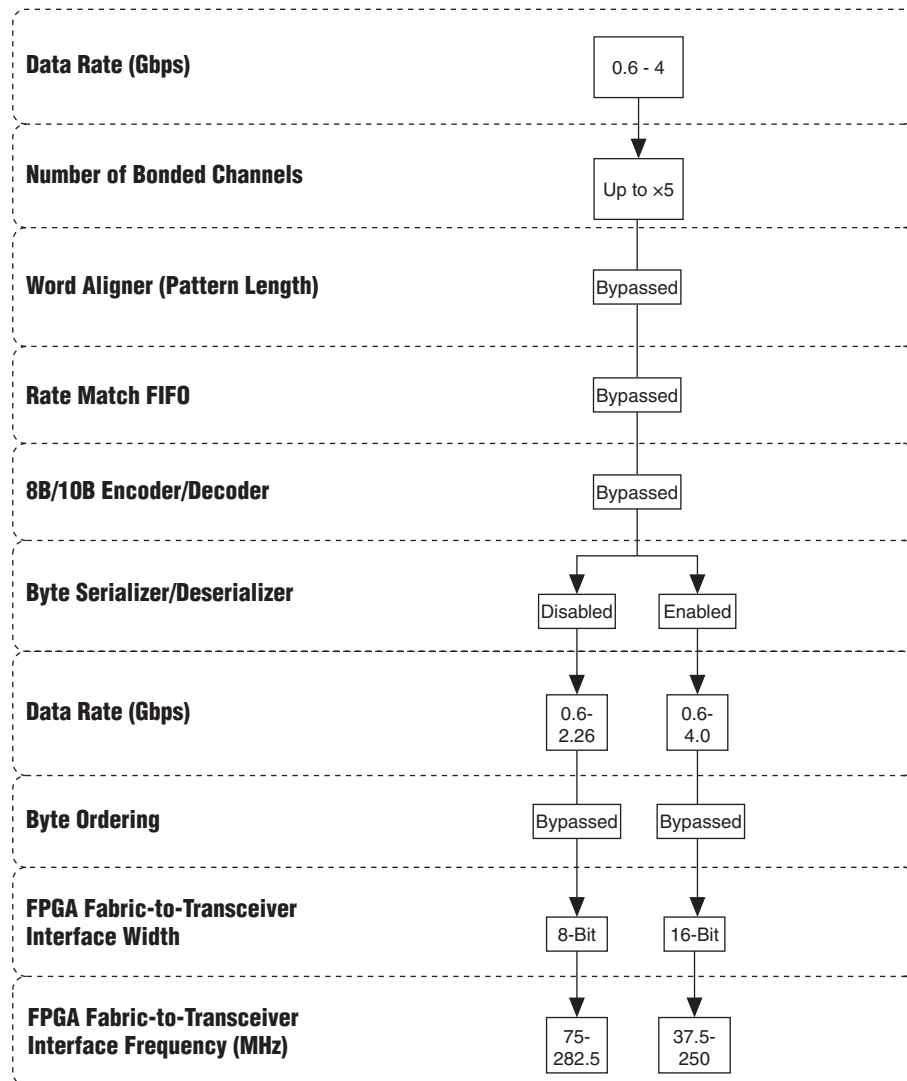 Data Rate (Gbps)
0.6 - 4
Number of Bonded Channels
Up to ×5
Word Aligner (Pattern Length)
Bypassed
Rate Match FIFO
Bypassed
8B/10B Encoder/Decoder
Bypassed
Byte Serializer/Deserializer
Disabled
Enabled
Data Rate (Gbps)
0.6-
2.26
0.6-
4.0
Byte Ordering
Bypassed
Bypassed
FPGA Fabric-to-Transceiver
Interface Width
8-Bit
16-Bit
FPGA Fabric-to-Transceiver
Interface Frequency (MHz)
75-
282.5
37.5-
250